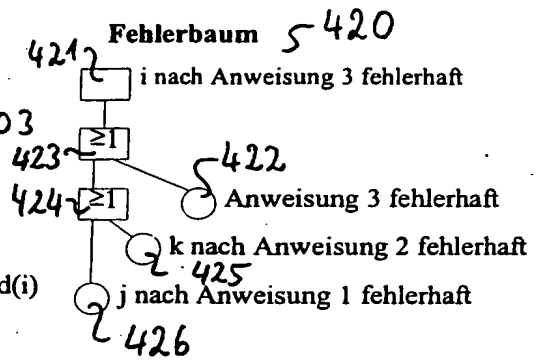 Fehlerbaum 420
421
i nach Anweisung 3 fehlerhaft
03
≥1
423
422
424 ≥1
Anweisung 3 fehlerhaft
k nach Anweisung 2 fehlerhaft
425
d(i)
j nach Anweisung 1 fehlerhaft
426